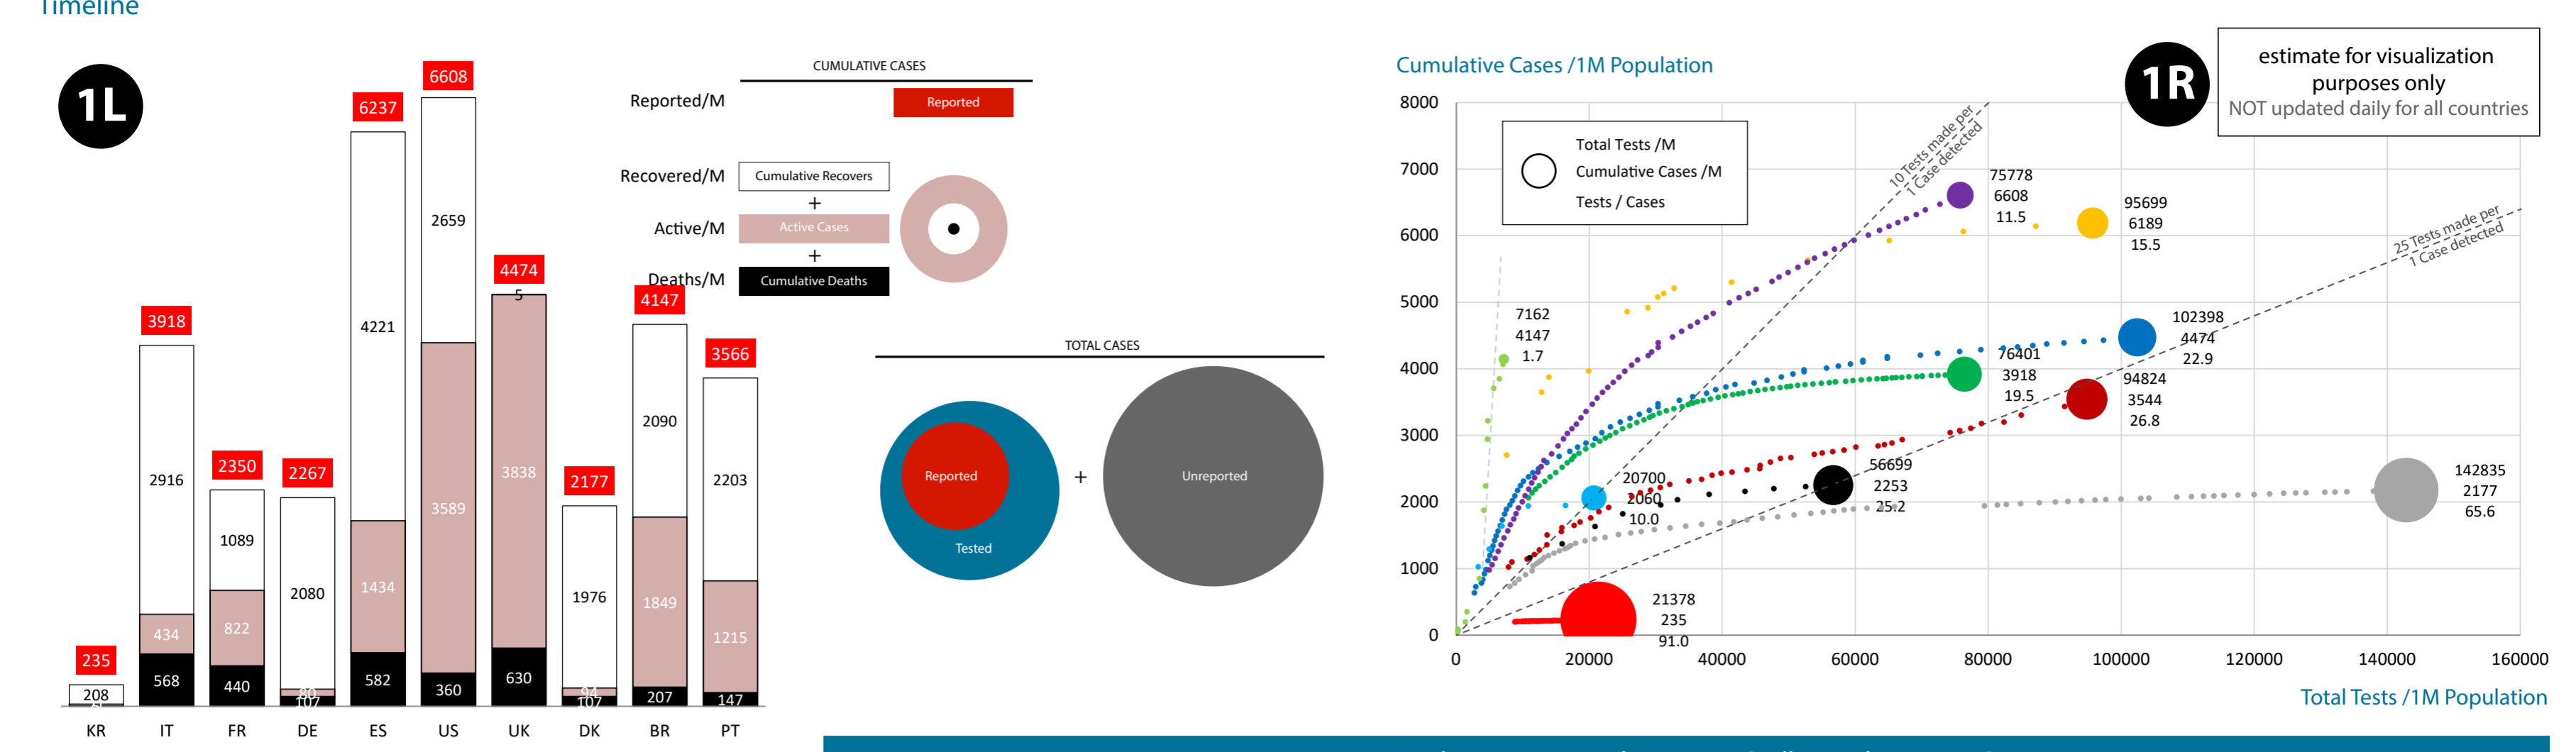 Timeline
1L
6608
6237
4474
4147
3918
3566
2350
2267
2177
235
2659
4221
5
2916
2090
2203
1089
2080
3589
3838
1976
1434
1849
434
822
1215
80
94
208
568
440
107
582
360
630
107
207
147
KR
IT
FR
DE
ES
US
UK
DK
BR
PT
CUMULATIVE CASES
Reported/M
Reported
Recovered/M
Cumulative Recovers
+
Active/M
Active Cases
+
Deaths/M
Cumulative Deaths
TOTAL CASES
Reported
Tested
+
Unreported
Cumulative Cases /1M Population
1R
estimate for visualization
purposes only
NOT updated daily for all countries
8000
7000
6000
5000
4000
3000
2000
1000
0
Total Tests /M
Cumulative Cases /M
Tests / Cases
10 Tests made per
1 Case detected
25 Tests made per
1 Case detected
75778
6608
11.5
95699
6189
15.5
7162
4147
1.7
102398
4474
22.9
76401
3918
19.5
94824
3544
26.8
56699
2253
25.2
20700
2060
10.0
142835
2177
65.6
21378
235
91.0
0
20000
40000
60000
80000
100000
120000
140000
160000
Total Tests /1M Population